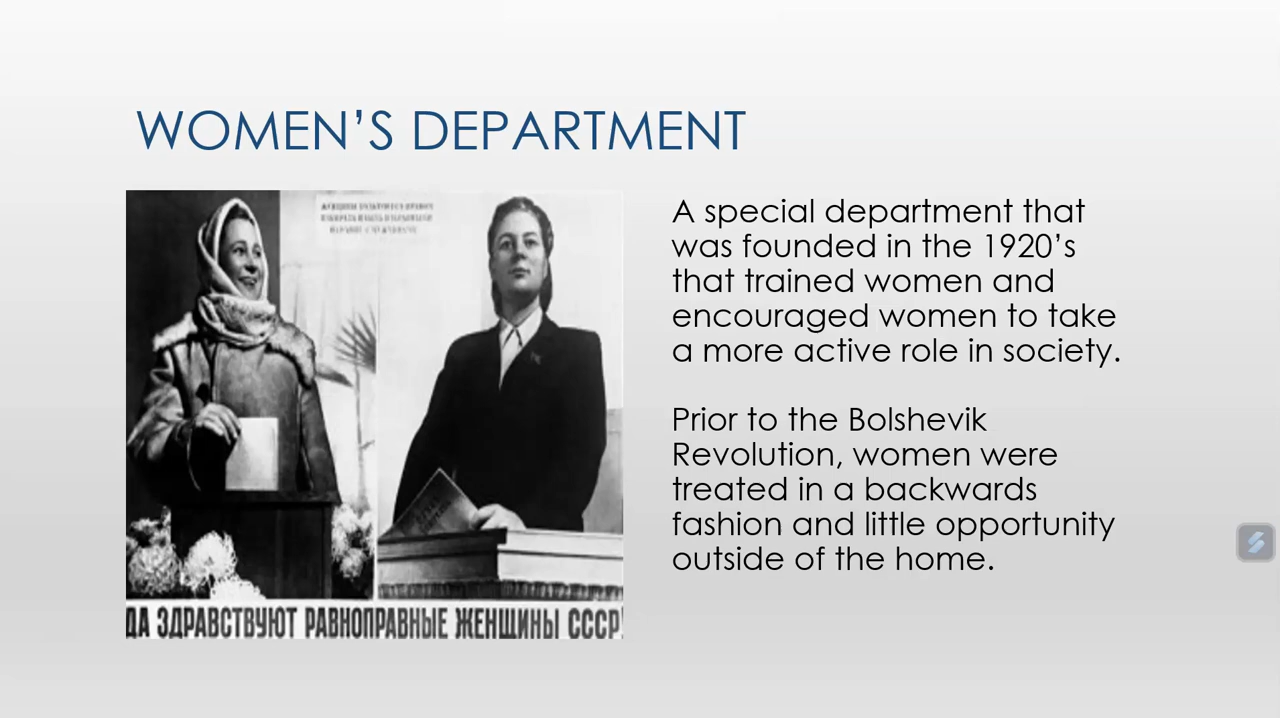 WOMEN’S DEPARTMENT
A special department that
was founded in the 1920’s
that trained women and
encouraged women to take
a more active role in society.
Prior to the Bolshevik
Revolution, women were
treated in a backwards
fashion and little opportunity
outside of the home.
ДА ЗДРАВСТВУЮТ РАВНОПРАВНЫЕ ЖЕНЩИНЫ СССР